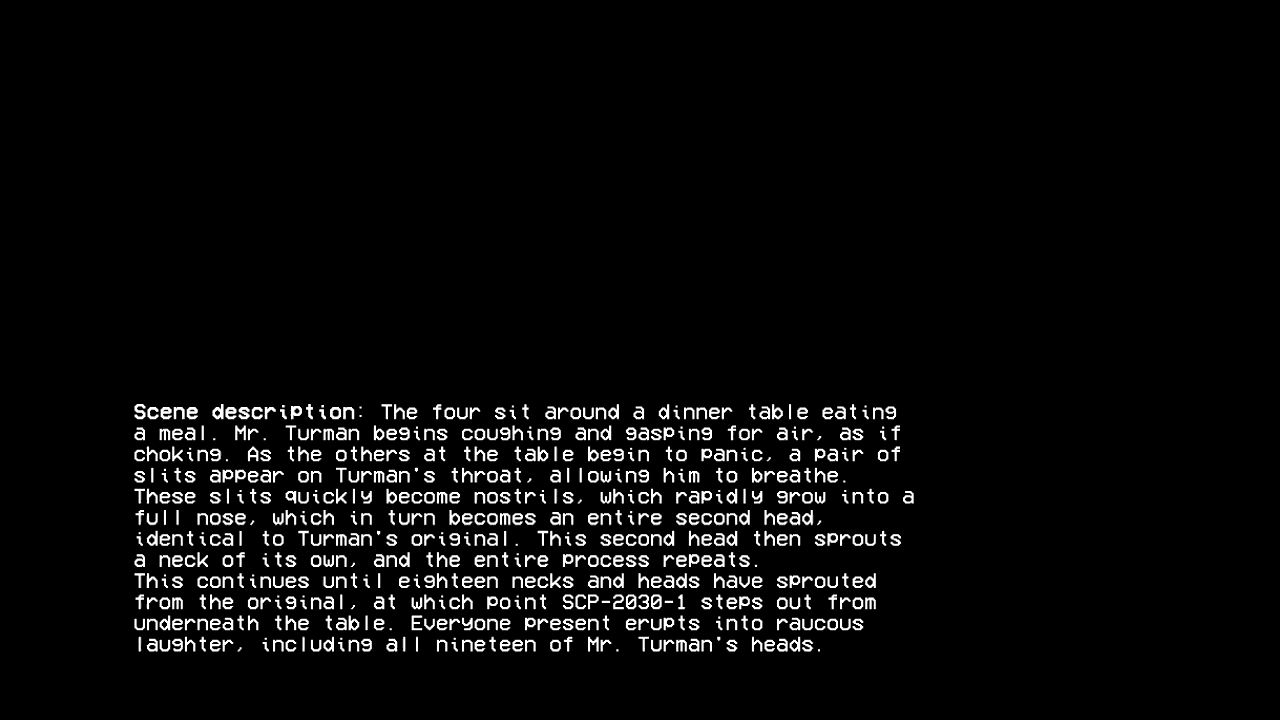 Scene description: The four sit around a dinner table eating
a meal. Mr. Turman begins coughing and gasping for air, as if
choking. As the others at the table begin to panic, a pair of
slits appear on Turman's throat, allowing him to breathe.
These slits quickly become nostrils, which rapidly grow into a
full nose, which in turn becomes an entire second head,
identical to Turman's original. This second head then sprouts
a neck of its own, and the entire process repeats.
This continues until eighteen necks and heads have sprouted
from the original, at which point SCP-2030-1 steps out from
underneath the table. Everyone present erupts into raucous
laughter, including all nineteen of Mr. Turman's heads.